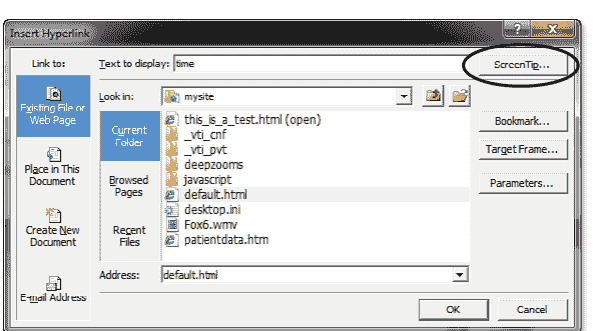 Insert Hyperlink
Link to:
Text to display: time
ScreenTip...
Existing File or
Web Page
Look in: mysite
Current
Folder
this_is_a_test.html (open)
_vti_cnf
_vti_pvt
deepzooms
javascript
default.html
desktop.ini
Fox6.wmv
patientdata.htm
Bookmark...
Target Frame...
Parameters...
Place in This
Document
Browsed
Pages
Create New
Document
Recent
Files
E-mail Address
Address: default.html
OK
Cancel